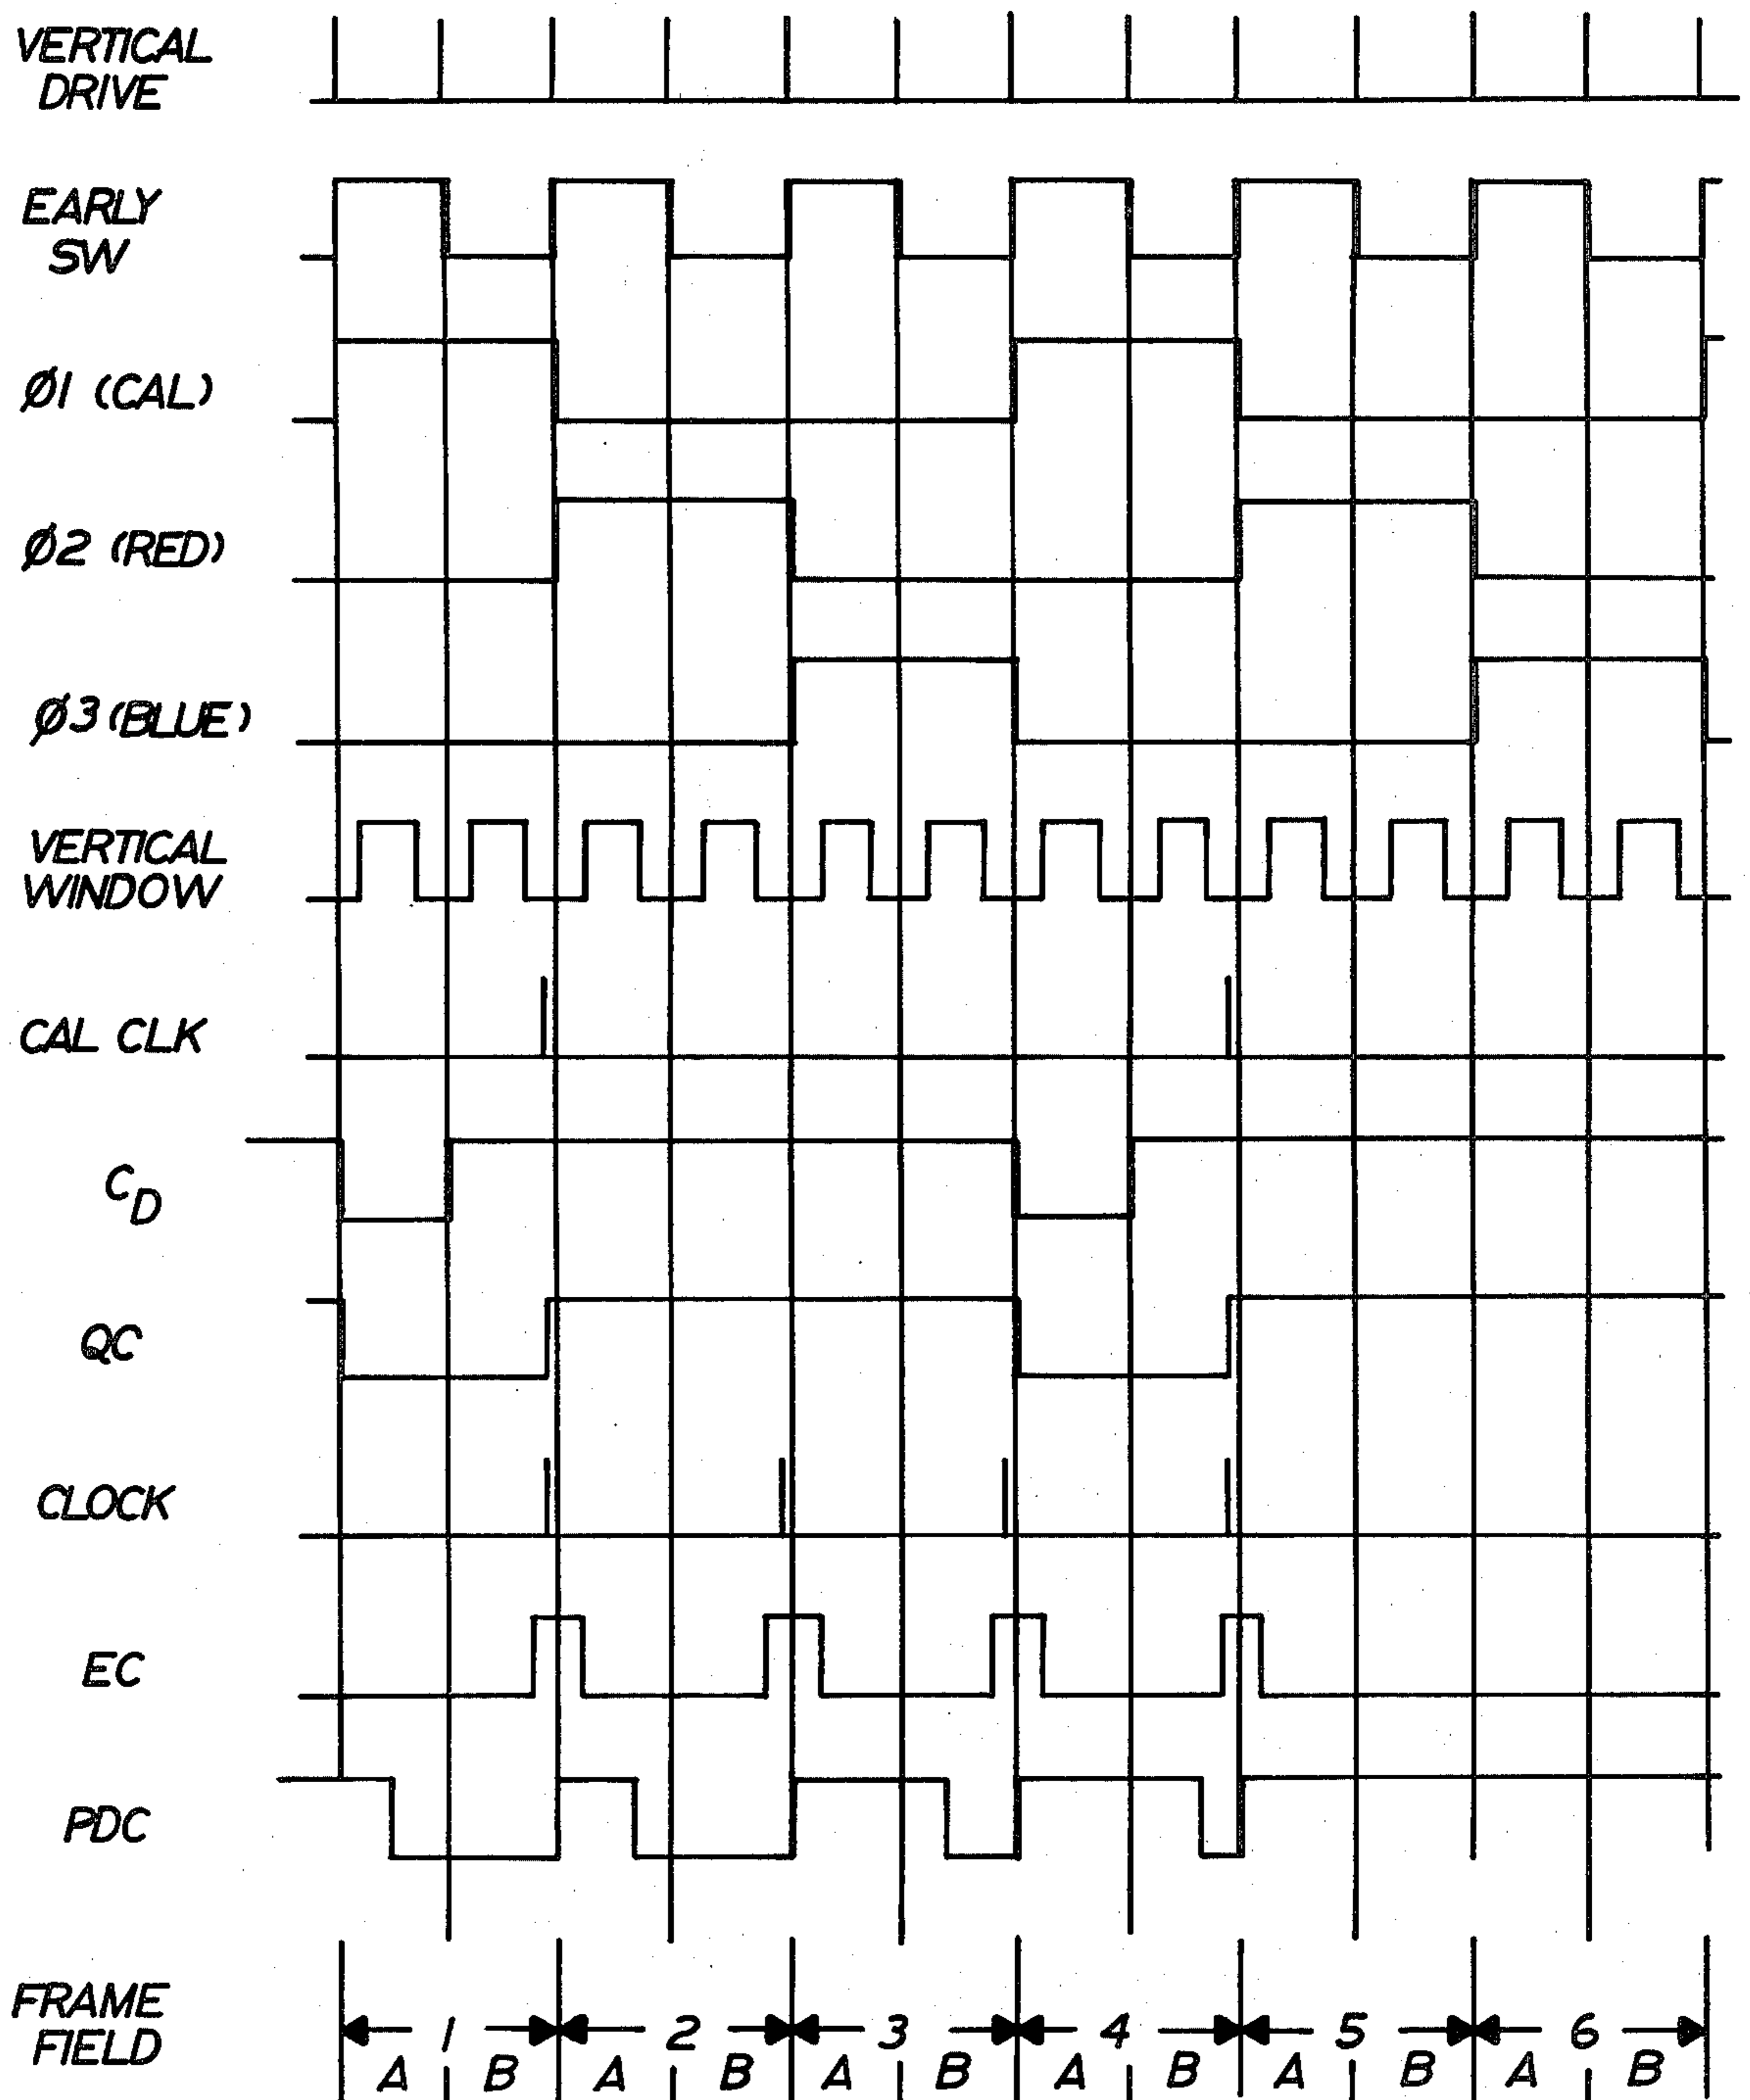 VERTICAL
DRIVE
EARLY
SW
Ø1 (CAL)
Ø2 (RED)
Ø3 (BLUE)
VERTICAL
WINDOW
CAL CLK
CD
QC
CLOCK
EC
PDC
FRAME
1 2 3 4 5 6
FIELD
A B A B A B A B A B A B